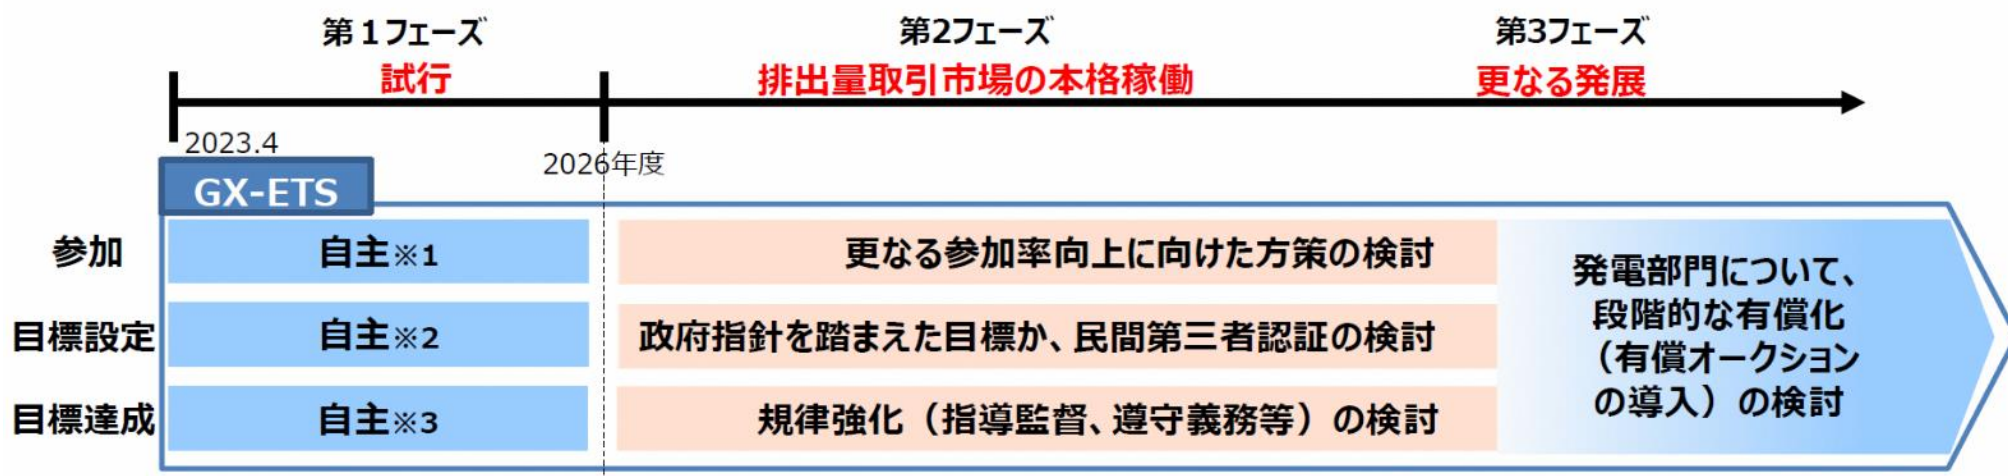 第1フェーズ
第2フェーズ
第3フェーズ
試行
排出量取引市場の本格稼働
更なる発展
2023.4
2026年度
GX-ETS
参加
自主※1
更なる参加率向上に向けた方策の検討
目標設定
自主※2
政府指針を踏まえた目標か、民間第三者認証の検討
目標達成
自主※3
規律強化（指導監督、遵守義務等）の検討
発電部門について、
段階的な有償化
（有償オークション
の導入）の検討